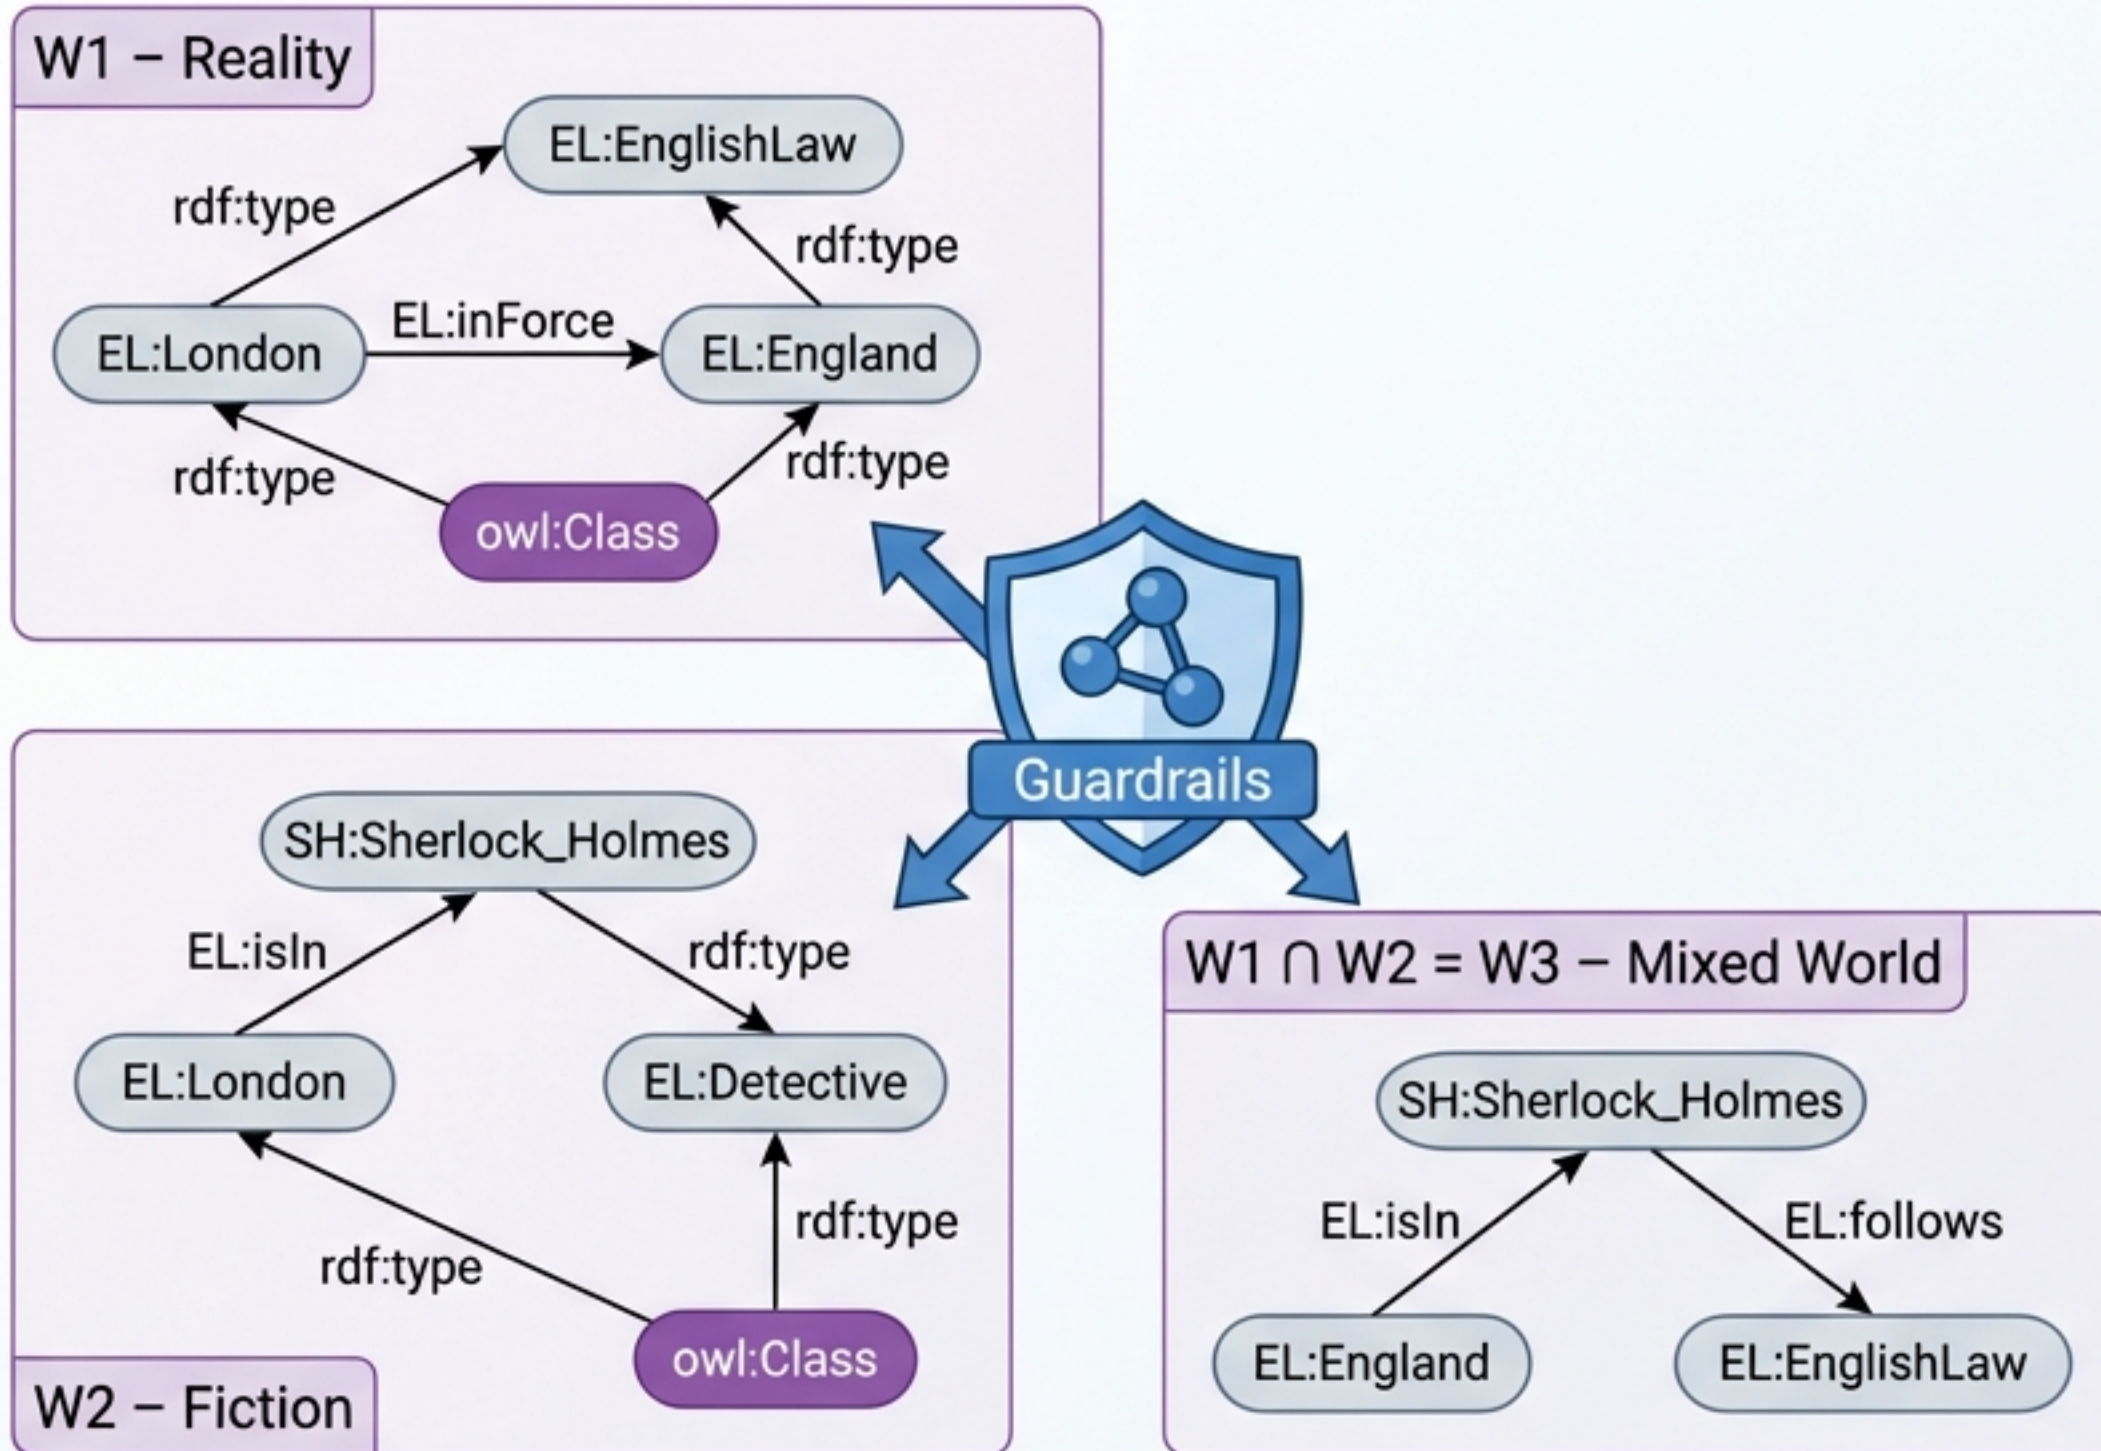 W1 – Reality
EL:EnglishLaw
rdf:type
rdf:type
EL:London
EL:inForce
EL:England
rdf:type
rdf:type
owl:Class
Guardrails
SH:Sherlock_Holmes
EL:isIn
rdf:type
EL:London
EL:Detective
rdf:type
rdf:type
owl:Class
W2 – Fiction
W1 ∩ W2 = W3 – Mixed World
SH:Sherlock_Holmes
EL:isIn
EL:follows
EL:England
EL:EnglishLaw